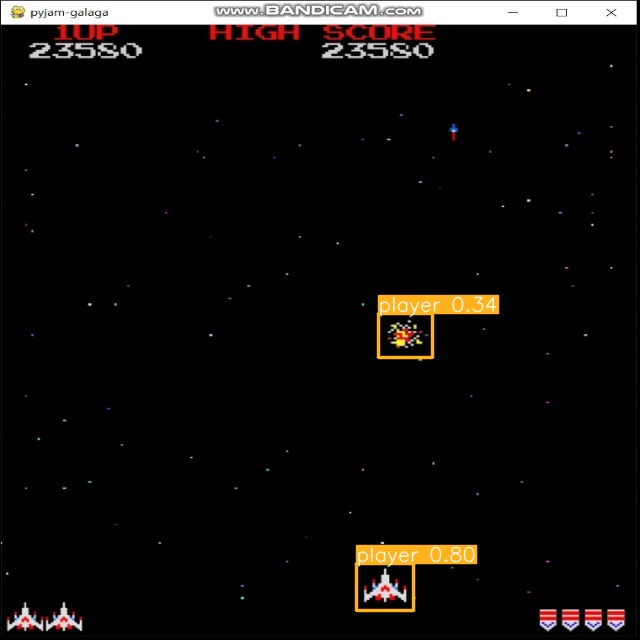 pyjam-galaga
www.BANDICAM.com
1UP HIGH SCORE
23580 23580
player 0.34
player 0.80